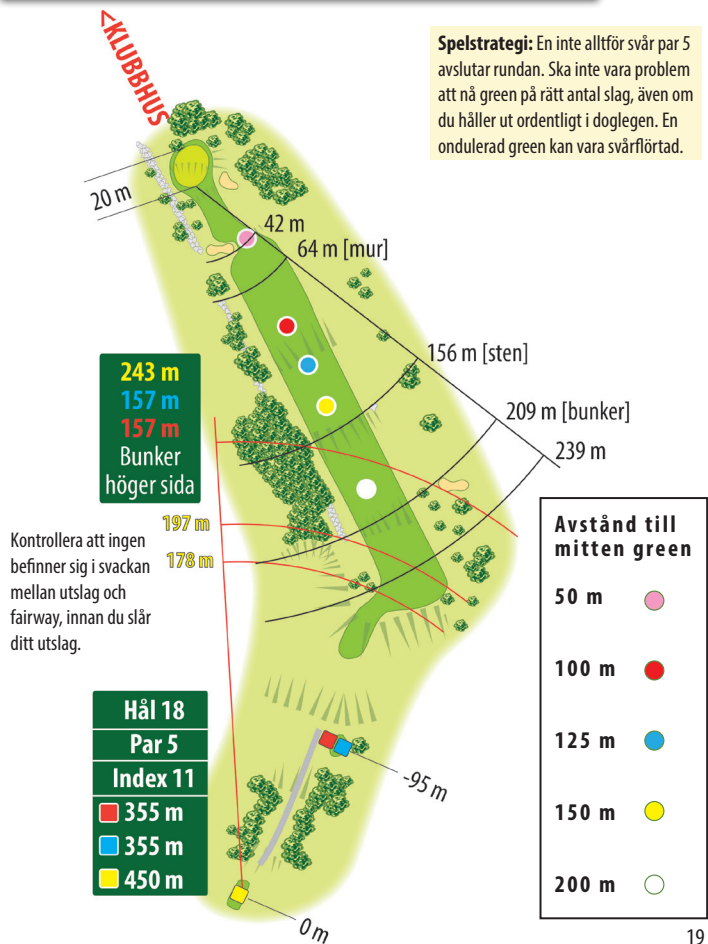 <KLUBBHUS
Spelstrategi: En inte alltför svår par 5
avslutar rundan. Ska inte vara problem
att nå green på rätt antal slag, även om
du håller ut ordentligt i doglegen. En
ondulerad green kan vara svårflörtad.
20 m
42 m
64 m [mur]
156 m [sten]
209 m [bunker]
239 m
243 m
157 m
157 m
Bunker
höger sida
197 m
178 m
Kontrollera att ingen
befinner sig i svackan
mellan utslag och
fairway, innan du slår
ditt utslag.
Hål 18
Par 5
Index 11
355 m
355 m
450 m
-95 m
0 m
Avstånd till
mitten green
50 m
100 m
125 m
150 m
200 m
19